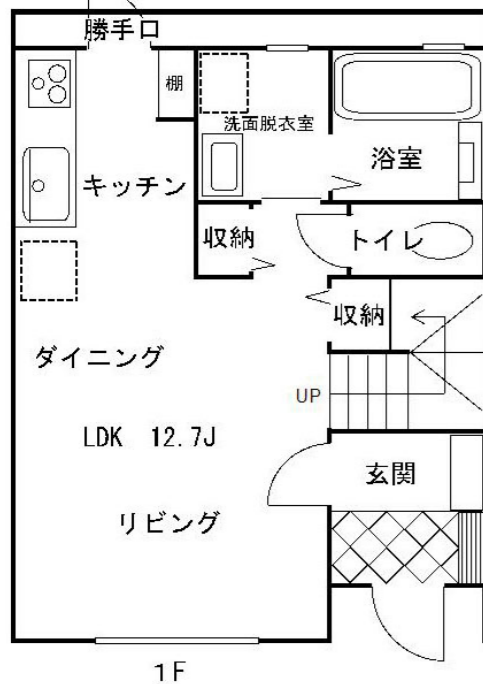 勝手口
棚
洗面脱衣室
浴室
キッチン
収納
トイレ
収納
ダイニング
UP
LDK 12.7J
玄関
リビング
1F